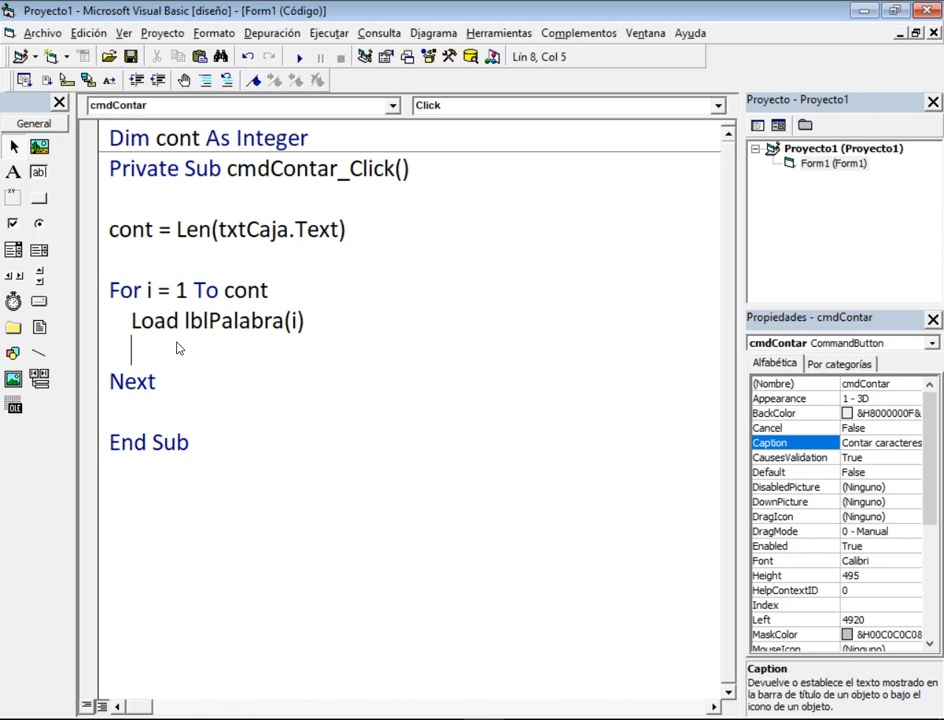 Proyecto1 - Microsoft Visual Basic [diseño] - [Form1 (Código)]
Archivo Edición Ver Proyecto Formato Depuración Ejecutar Consulta Diagrama Herramientas Complementos Ventana Ayuda
Lín 8, Col 5
General
cmdContar Click
Dim cont As Integer
Private Sub cmdContar_Click()
cont = Len(txtCaja.Text)
For i = 1 To cont
Load lblPalabra(i)
Next
End Sub
Proyecto - Proyecto1
Proyecto1 (Proyecto1)
Form1 (Form1)
Propiedades - cmdContar
cmdContar CommandButton
Alfabética Por categorías
(Nombre) cmdContar
Appearance 1 - 3D
BackColor &H8000000F&
Cancel False
Caption Contar caracteres
CausesValidation True
Default False
DisabledPicture (Ninguno)
DownPicture (Ninguno)
DragIcon (Ninguno)
DragMode 0 - Manual
Enabled True
Font Calibri
Height 495
HelpContextID 0
Index
Left 4920
MaskColor &H00C0C0C0&
MouseIcon (Ninguno)
Caption
Devuelve o establece el texto mostrado en
la barra de título de un objeto o bajo el
icono de un objeto.